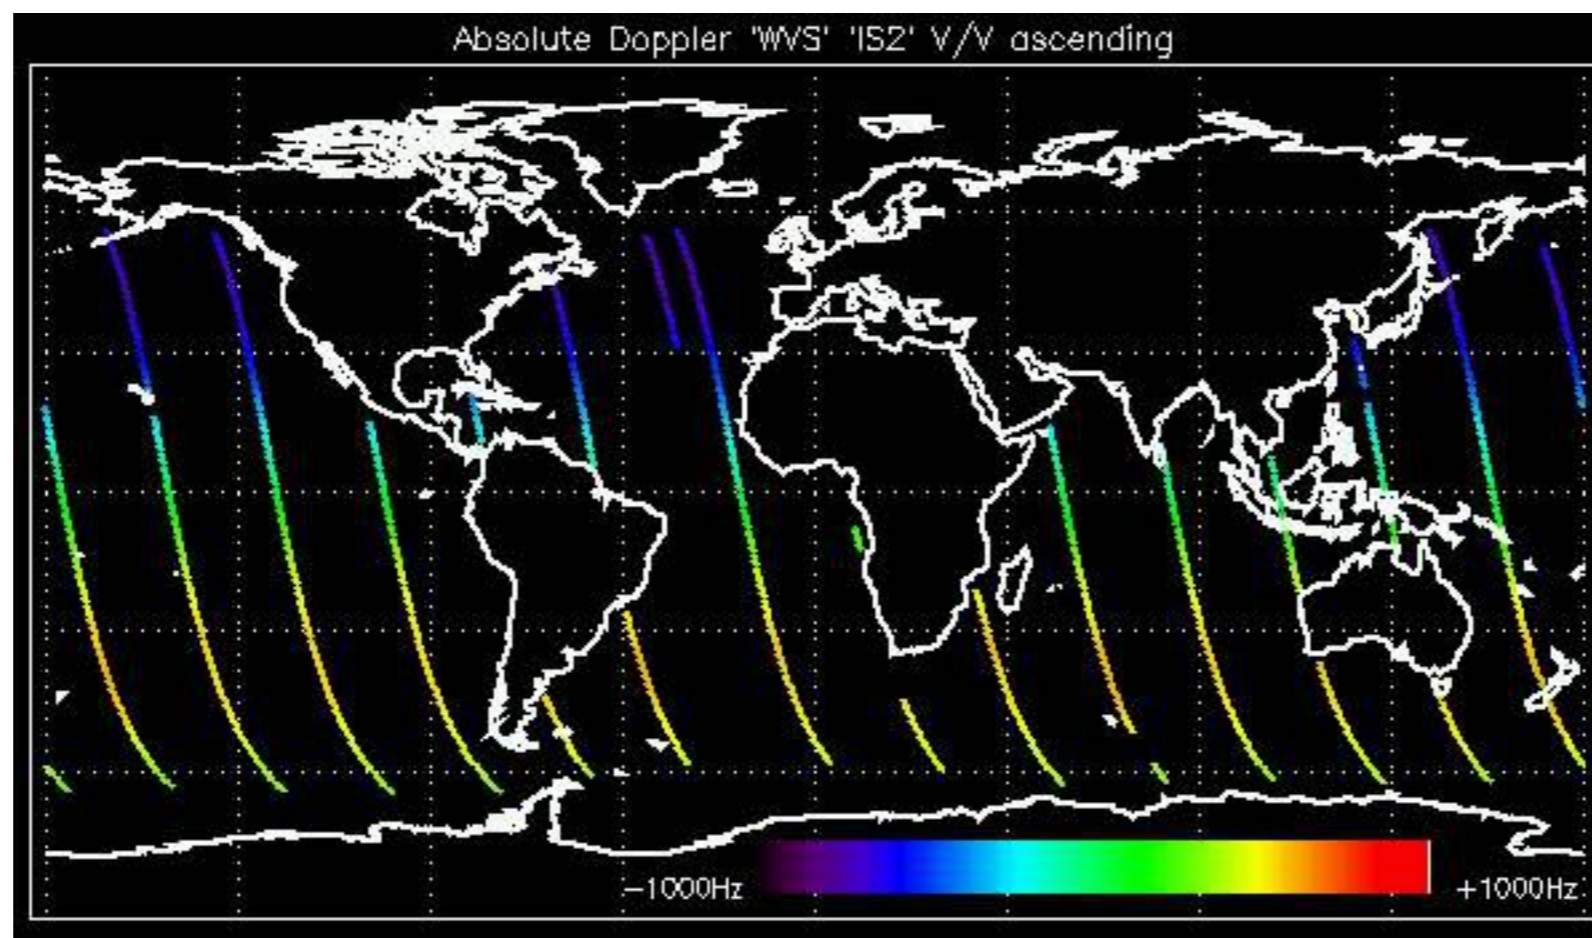 Absolute Doppler 'WVS' 'IS2' V/V ascending
-1000Hz +1000Hz